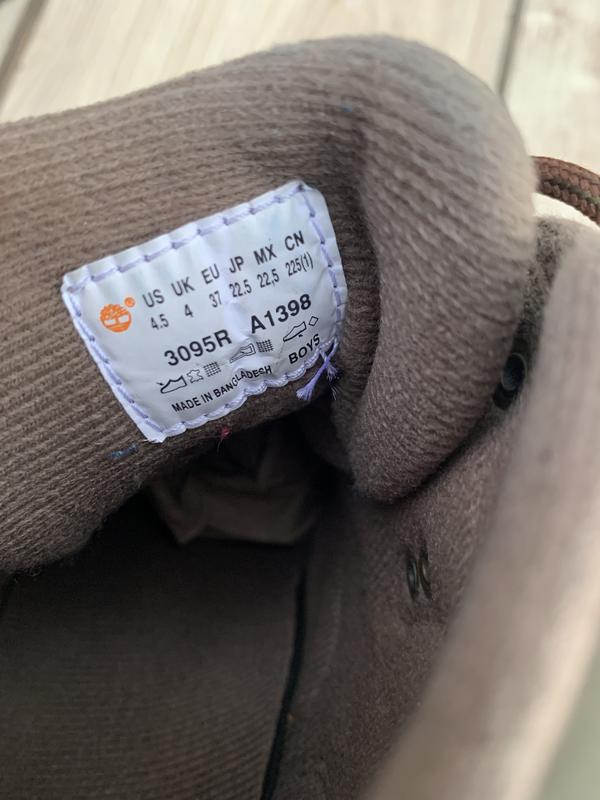 US UK EU JP MX CN
4.5 4 37 22.5 22,5 225(1)
3095R A1398
BOYS
MADE IN BANGLADESH